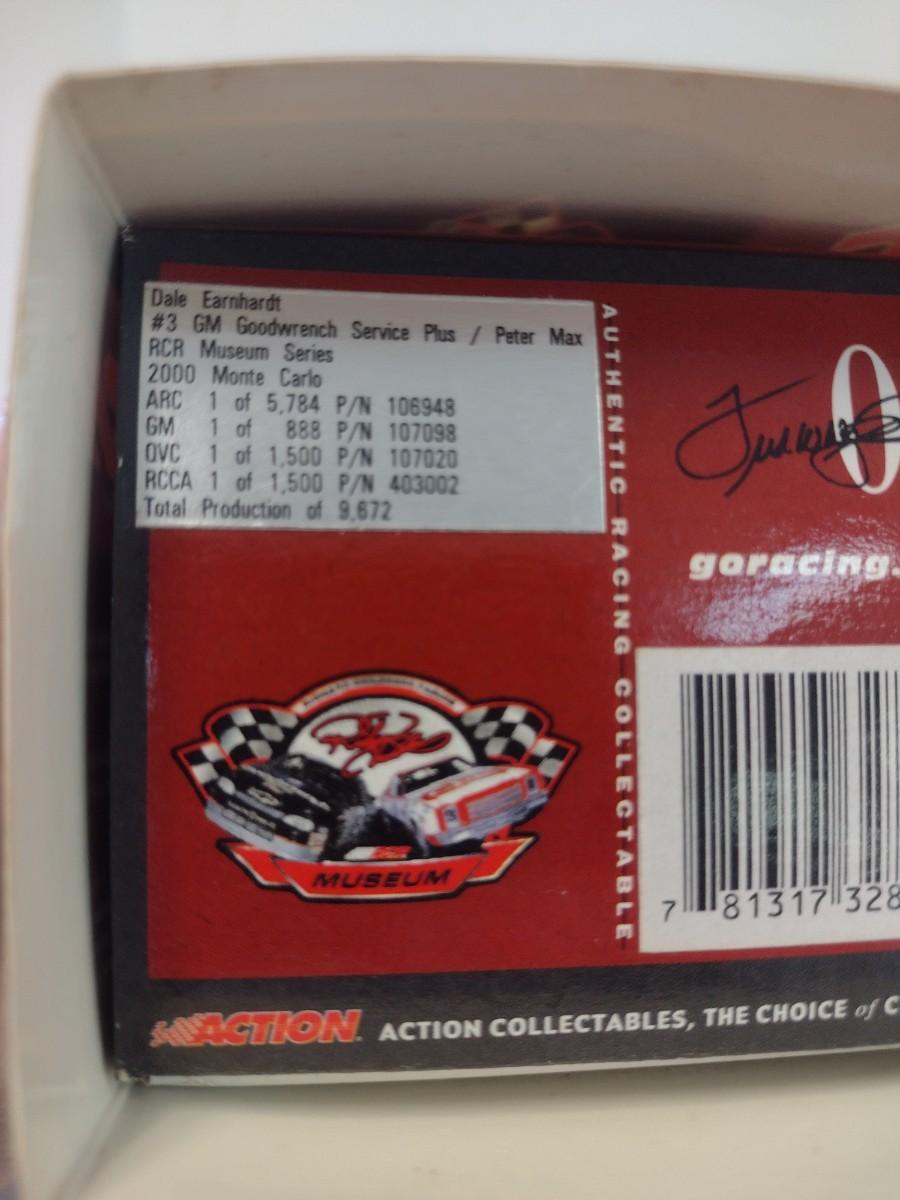 Dale Earnhardt
#3 GM Goodwrench Service Plus / Peter Max
RCR Museum Series
2000 Monte Carlo
ARC 1 of 5,784 P/N 106948
GM 1 of 888 P/N 107098
QVC 1 of 1,500 P/N 107020
RCCA 1 of 1,500 P/N 403002
Total Production of 9,672
AUTHENTIC RACING COLLECTABLE
goracing.
7 81317 328
MUSEUM
ACTION
ACTION COLLECTABLES, THE CHOICE of C